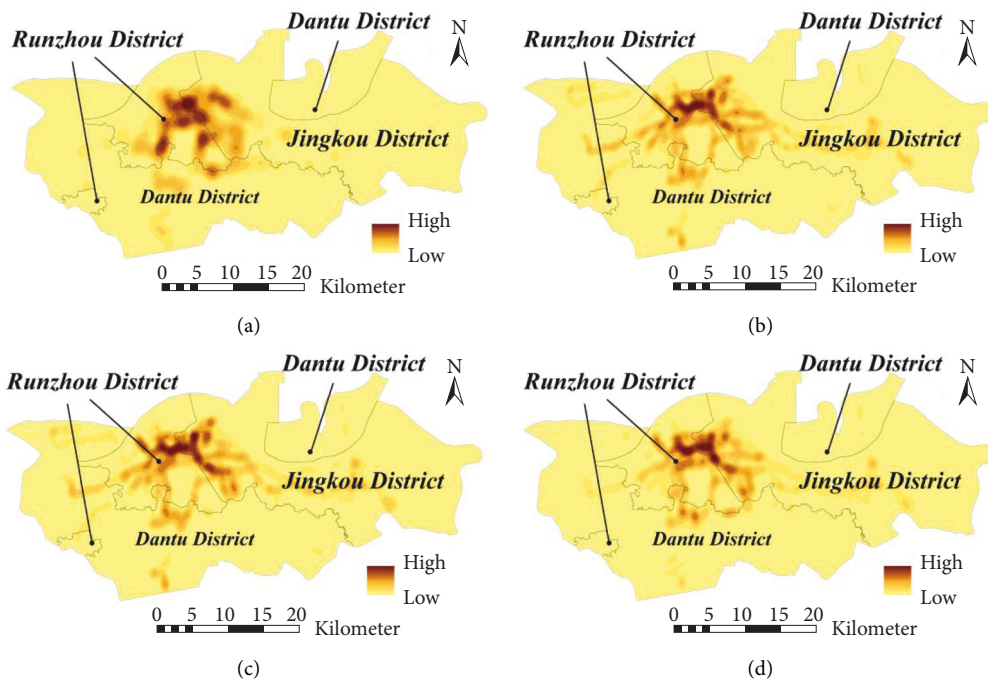 Dantu District
Runzhou District
N
Jingkou District
Dantu District
High
Low
0 5 10 15 20
Kilometer
(a)
Dantu District
Runzhou District
N
Jingkou District
Dantu District
High
Low
0 5 10 15 20
Kilometer
(b)
Dantu District
Runzhou District
N
Jingkou District
Dantu District
High
Low
0 5 10 15 20
Kilometer
(c)
Dantu District
Runzhou District
N
Jingkou District
Dantu District
High
Low
0 5 10 15 20
Kilometer
(d)